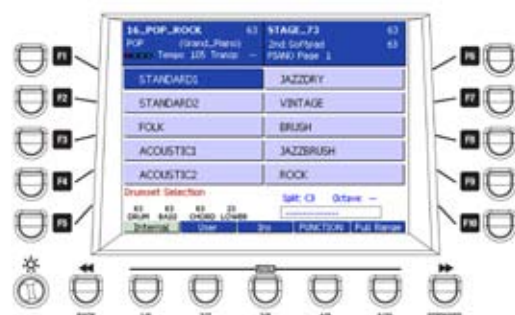 16_POP_ROCK 63 STAGE_73 63
POP (Grand_Piano) 2nd: Softpad 63
Tempo: 105 Transp: -- PIANO Page 1
F1 STANDARD1 JAZZDRY F6
F2 STANDARD2 VINTAGE F7
F3 FOLK BRUSH F8
F4 ACOUSTIC1 JAZZBRUSH F9
F5 ACOUSTIC2 ROCK F10
Drumset Selection
Split: C3 Octave: --
63 63 63 23
DRUM BASS CHORD LOWER
Internal User Ins FUNCTION Full Range